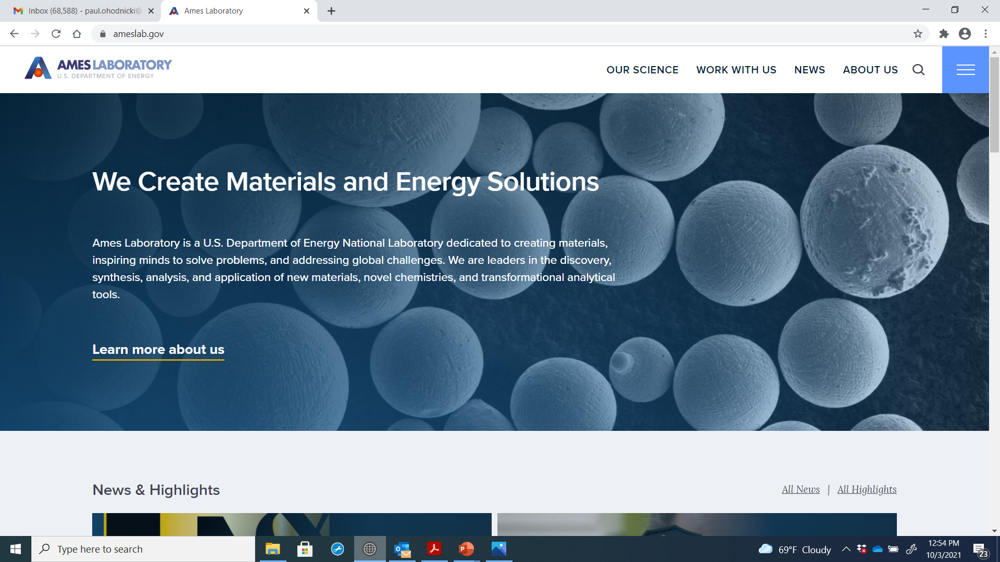 Inbox (68,588) - paul.ohodnicki@
Ames Laboratory
ameslab.gov
AMES LABORATORY
U.S. DEPARTMENT OF ENERGY
OUR SCIENCE
WORK WITH US
NEWS
ABOUT US
We Create Materials and Energy Solutions
Ames Laboratory is a U.S. Department of Energy National Laboratory dedicated to creating materials,
inspiring minds to solve problems, and addressing global challenges. We are leaders in the discovery,
synthesis, analysis, and application of new materials, novel chemistries, and transformational analytical
tools.
Learn more about us
News & Highlights
All News | All Highlights
Type here to search
69°F Cloudy
12:54 PM
10/3/2021
23